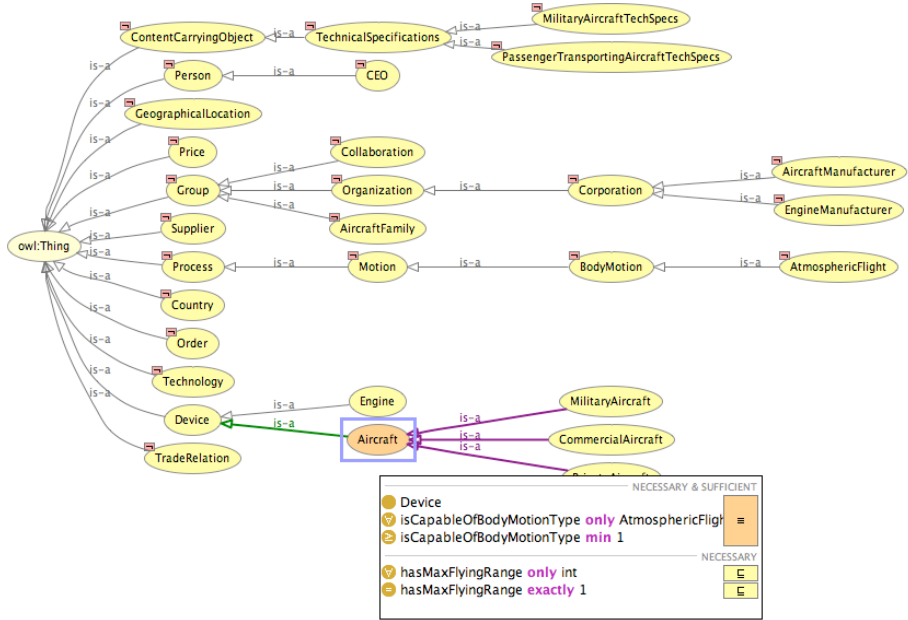 MilitaryAircraftTechSpecs
ContentCarryingObject is-a TechnicalSpecifications is-a
PassengerTransportingAircraftTechSpecs
is-a
Person is-a CEO
is-a
GeographicalLocation
is-a
Price Collaboration
is-a is-a AircraftManufacturer
Group is-a Organization is-a Corporation is-a
is-a is-a EngineManufacturer
Supplier AircraftFamily
owl:Thing is-a
is-a Process is-a Motion is-a BodyMotion is-a AtmosphericFlight
Country
is-a
Order
is-a
is-a Technology
is-a Engine MilitaryAircraft
is-a Device is-a is-a
Aircraft is-a CommercialAircraft
is-a
TradeRelation
NECESSARY & SUFFICIENT
Device
∀ isCapableOfBodyMotionType only AtmosphericFligh
≥ isCapableOfBodyMotionType min 1
≡
NECESSARY
∀ hasMaxFlyingRange only int ⊑
= hasMaxFlyingRange exactly 1 ⊑